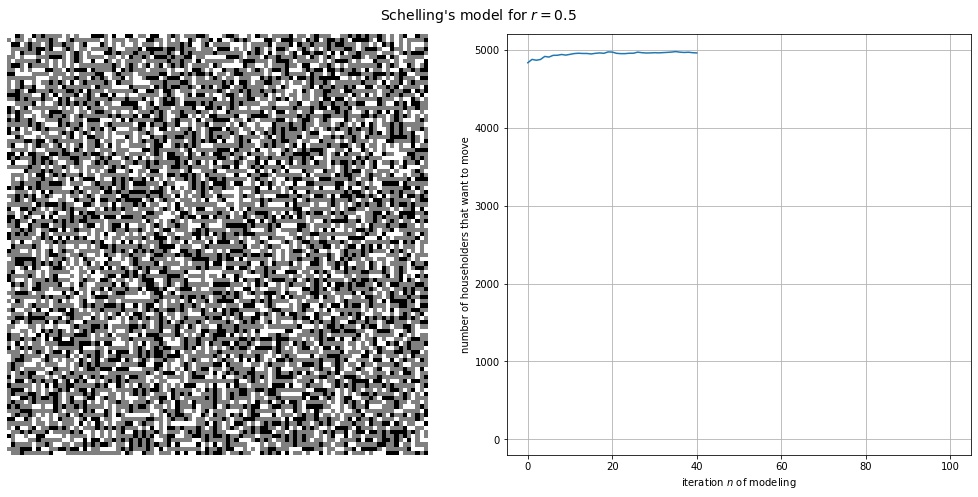 Schelling's model for r = 0.5
number of householders that want to move
5000
4000
3000
2000
1000
0
0 20 40 60 80 100
iteration n of modeling